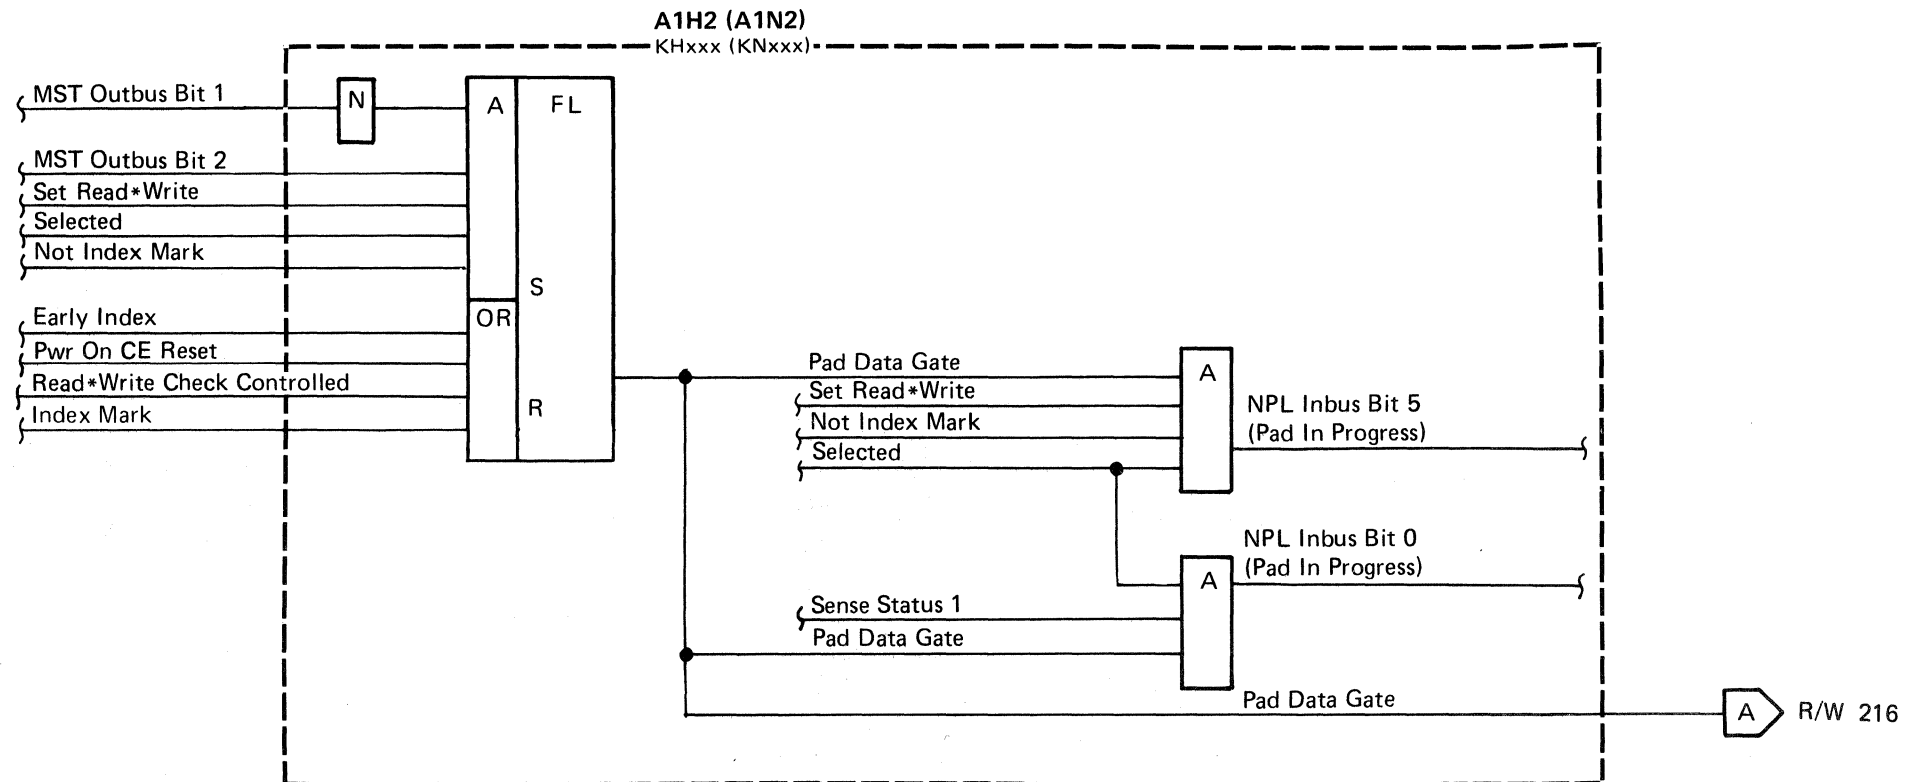 A1H2 (A1N2)
KHxxx (KNxxx)
MST Outbus Bit 1
N
A
FL
MST Outbus Bit 2
Set Read*Write
Selected
Not Index Mark
S
OR
Early Index
Pwr On CE Reset
Read*Write Check Controlled
Index Mark
R
Pad Data Gate
A
Set Read*Write
Not Index Mark
Selected
NPL Inbus Bit 5
(Pad In Progress)
NPL Inbus Bit 0
(Pad In Progress)
A
Sense Status 1
Pad Data Gate
Pad Data Gate
A
R/W 216